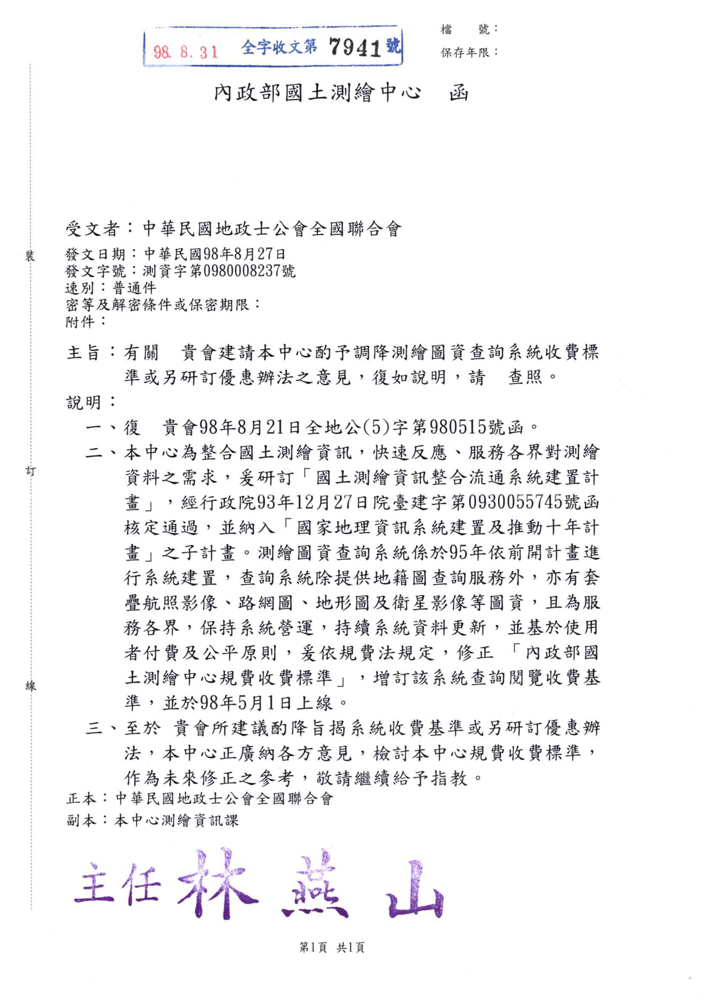 98. 8. 31 全字收文第 7941 號
檔　　號：
保存年限：
內政部國土測繪中心　函
受文者：中華民國地政士公會全國聯合會
發文日期：中華民國98年8月27日
發文字號：測資字第0980008237號
速別：普通件
密等及解密條件或保密期限：
附件：
主旨：有關　貴會建請本中心酌予調降測繪圖資查詢系統收費標
準或另研訂優惠辦法之意見，復如說明，請　查照。
說明：
一、復　貴會98年8月21日全地公(5)字第980515號函。
二、本中心為整合國土測繪資訊，快速反應、服務各界對測繪
資料之需求，爰研訂「國土測繪資訊整合流通系統建置計
畫」，經行政院93年12月27日院臺建字第0930055745號函
核定通過，並納入「國家地理資訊系統建置及推動十年計
畫」之子計畫。測繪圖資查詢系統係於95年依前開計畫進
行系統建置，查詢系統除提供地籍圖查詢服務外，亦有套
疊航照影像、路網圖、地形圖及衛星影像等圖資，且為服
務各界，保持系統營運，持續系統資料更新，並基於使用
者付費及公平原則，爰依規費法規定，修正 「內政部國
土測繪中心規費收費標準」，增訂該系統查詢閱覽收費基
準，並於98年5月1日上線。
三、至於 貴會所建議酌降旨揭系統收費基準或另研訂優惠辦
法，本中心正廣納各方意見，檢討本中心規費收費標準，
作為未來修正之參考，敬請繼續給予指教。
正本：中華民國地政士公會全國聯合會
副本：本中心測繪資訊課
主任 林 燕 山
第1頁 共1頁
裝
訂
線